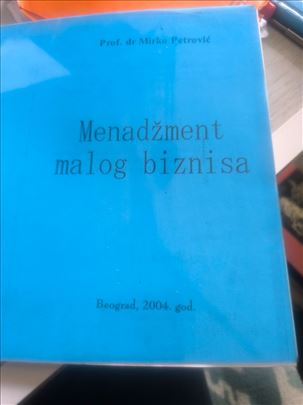 Prof. dr Mirko Petrović
Menadžment
malog biznisa
Beograd, 2004. god.